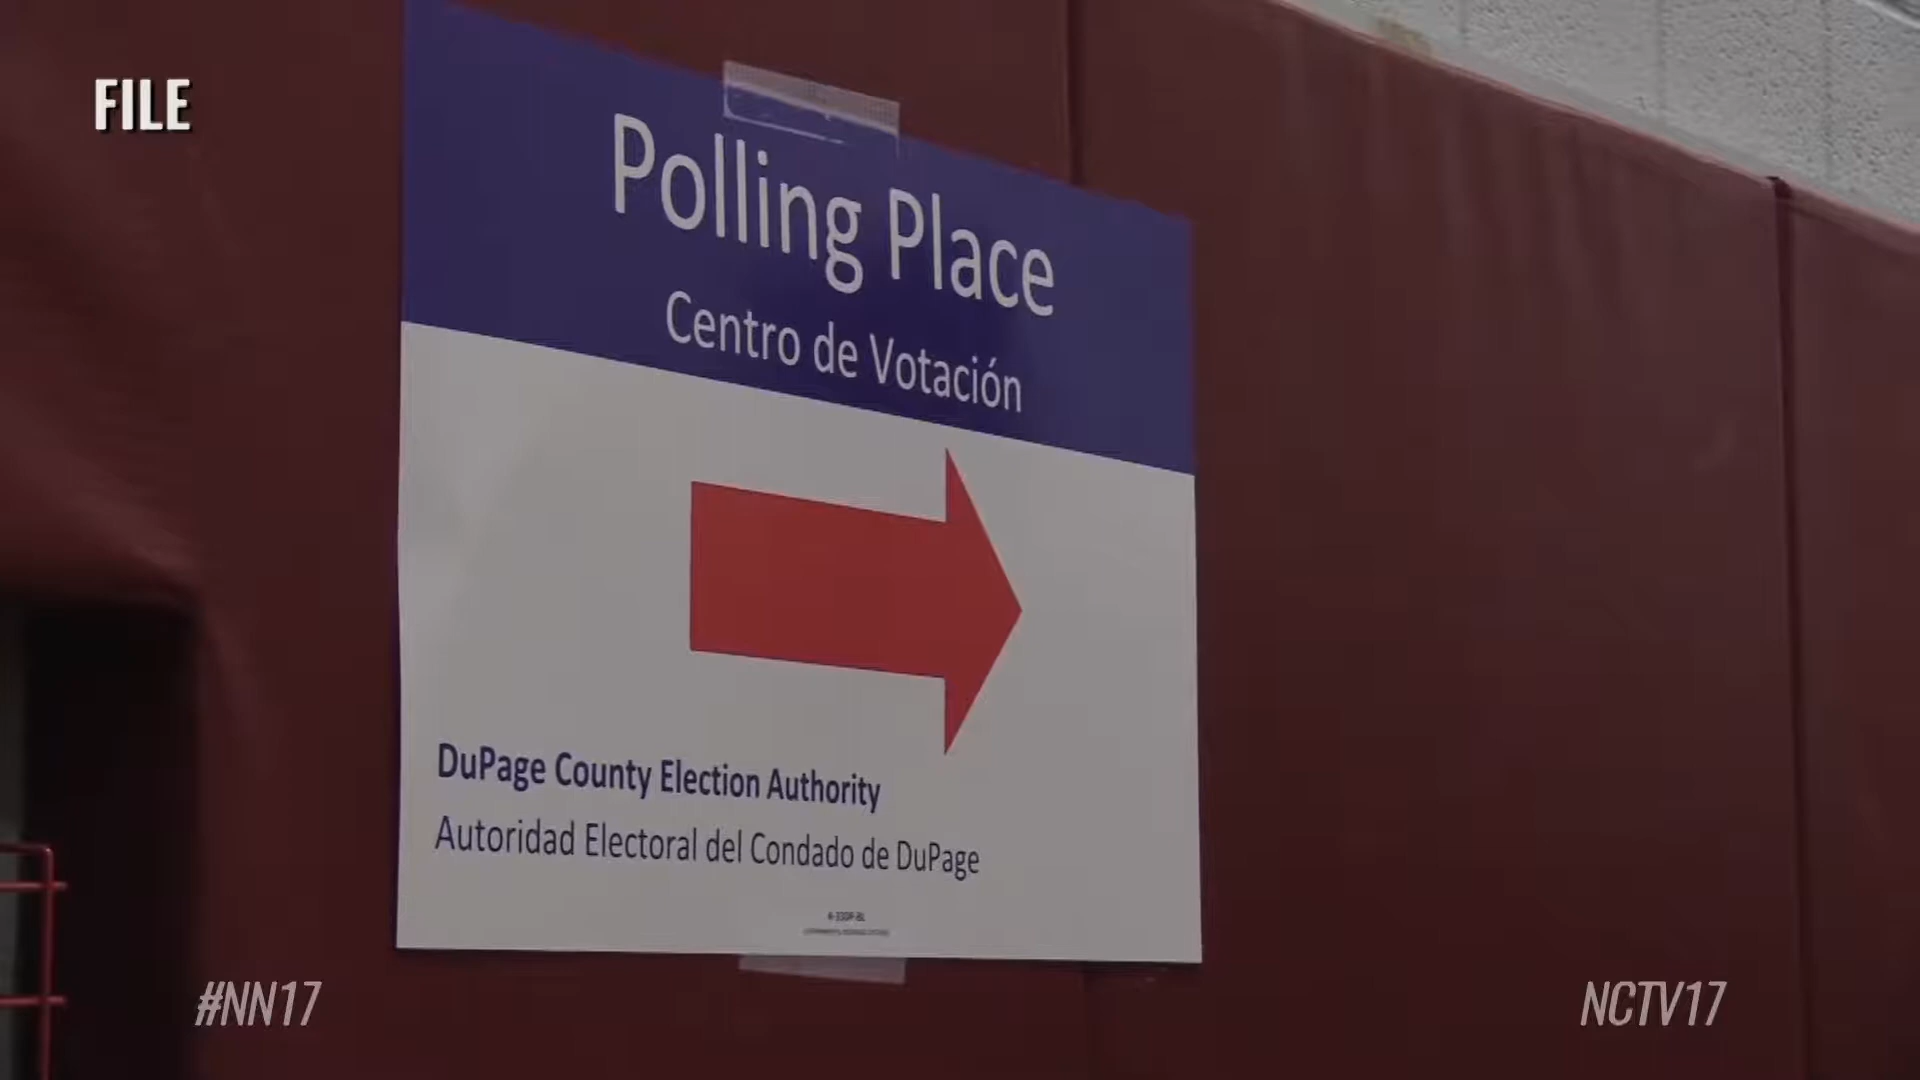 FILE
Polling Place
Centro de Votación
DuPage County Election Authority
Autoridad Electoral del Condado de DuPage
#NN17
NCTV17